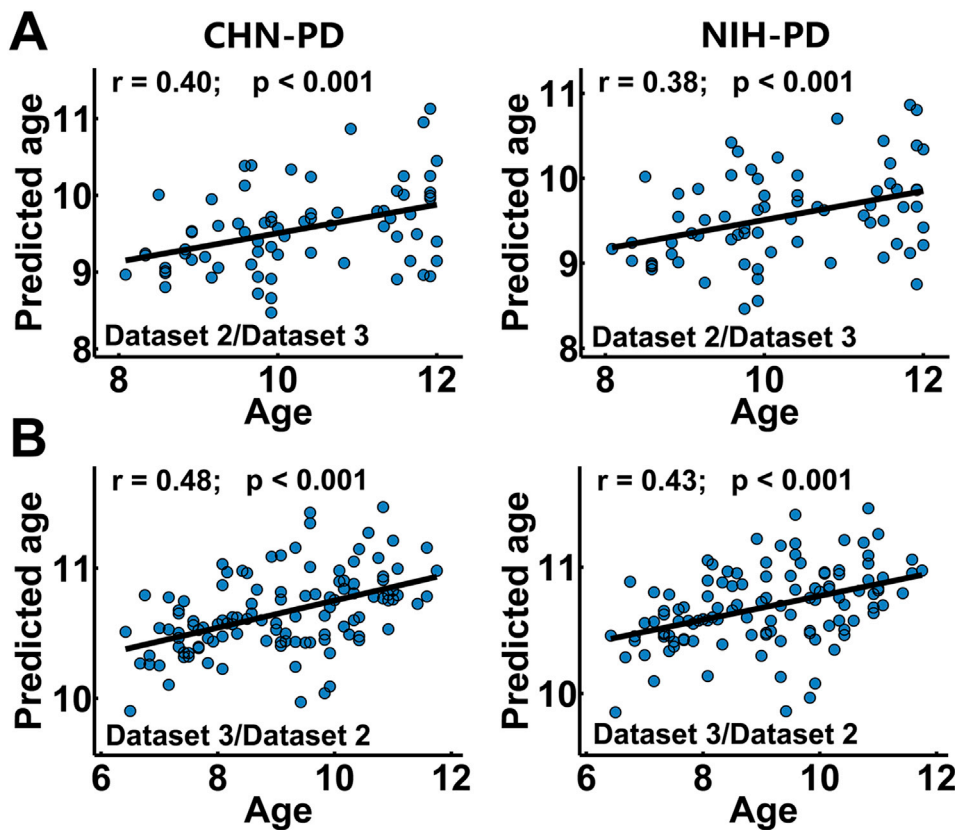 A
CHN-PD
NIH-PD
r = 0.40; p < 0.001
r = 0.38; p < 0.001
Predicted age
11
10
9
8
Predicted age
11
10
9
8
Dataset 2/Dataset 3
Dataset 2/Dataset 3
8 10 12
8 10 12
Age
Age
B
r = 0.48; p < 0.001
r = 0.43; p < 0.001
Predicted age
11
10
Predicted age
11
10
Dataset 3/Dataset 2
Dataset 3/Dataset 2
6 8 10 12
6 8 10 12
Age
Age